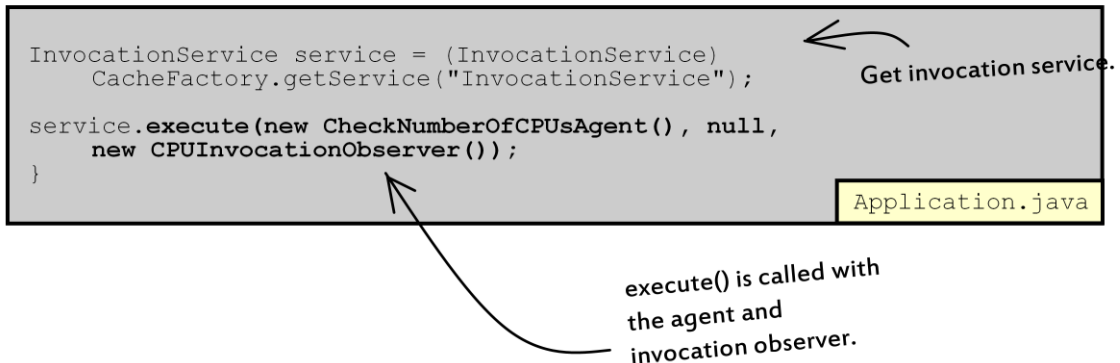 InvocationService service = (InvocationService)
CacheFactory.getService("InvocationService");
Get invocation service.
service.execute(new CheckNumberOfCPUsAgent(), null,
new CPUInvocationObserver());
}
Application.java
execute() is called with
the agent and
invocation observer.